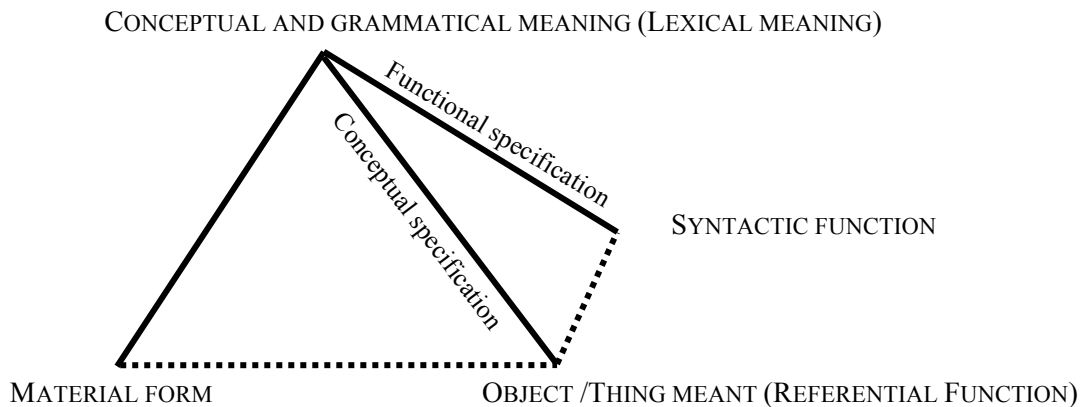 CONCEPTUAL AND GRAMMATICAL MEANING (LEXICAL MEANING)
Functional specification
Conceptual specification
SYNTACTIC FUNCTION
MATERIAL FORM
OBJECT /THING MEANT (REFERENTIAL FUNCTION)